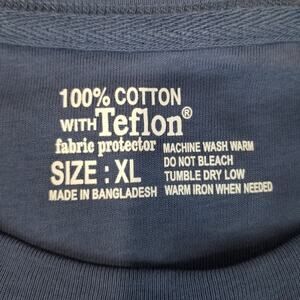 100% COTTON
WITH Teflon®
fabric protector
SIZE : XL
MADE IN BANGLADESH
MACHINE WASH WARM
DO NOT BLEACH
TUMBLE DRY LOW
WARM IRON WHEN NEEDED